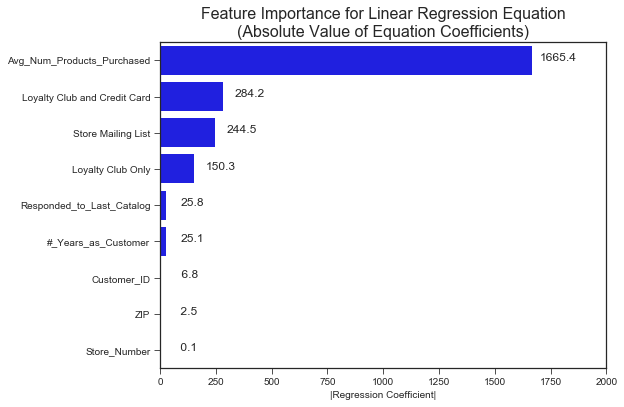 Feature Importance for Linear Regression Equation
(Absolute Value of Equation Coefficients)
Avg_Num_Products_Purchased 1665.4
Loyalty Club and Credit Card 284.2
Store Mailing List 244.5
Loyalty Club Only 150.3
Responded_to_Last_Catalog 25.8
#_Years_as_Customer 25.1
Customer_ID 6.8
ZIP 2.5
Store_Number 0.1
0 250 500 750 1000 1250 1500 1750 2000
|Regression Coefficient|